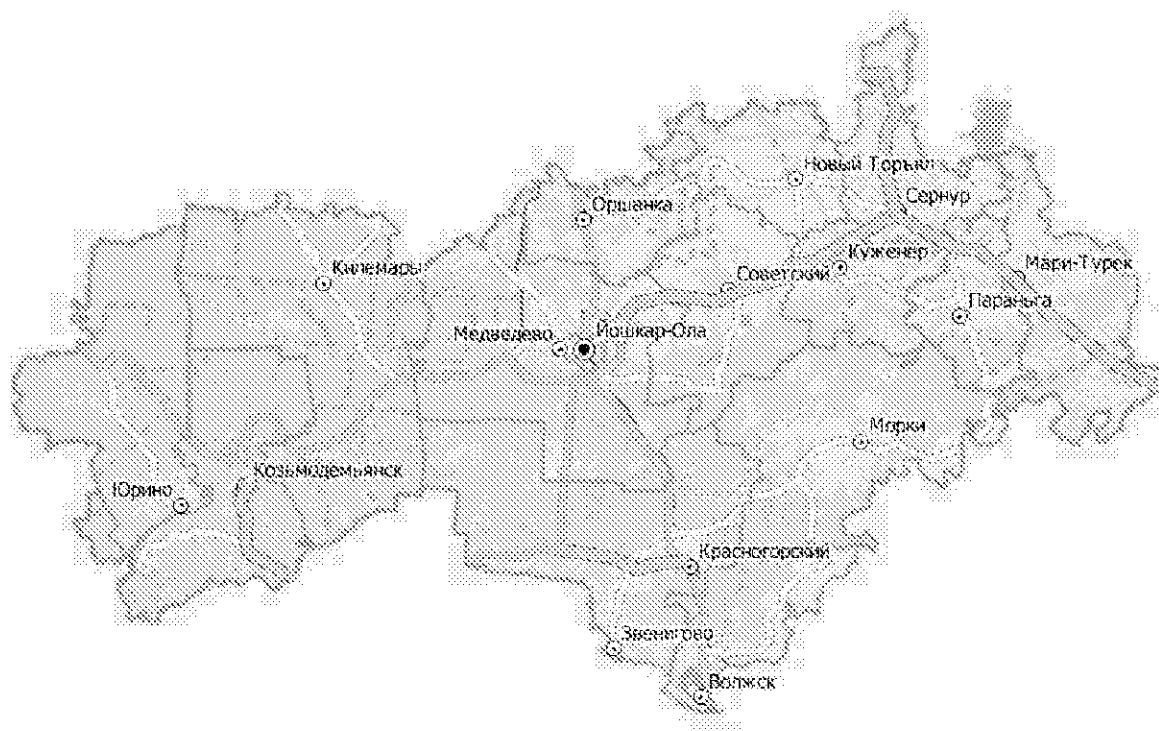 Новый Торъял
Сернур
Оршанка
Куженер
Килемары
Советский
Мари-Турек
Параньга
Медведево
Йошкар-Ола
Морки
Козьмодемьянск
Юрино
Красногорский
Звенигово
Волжск